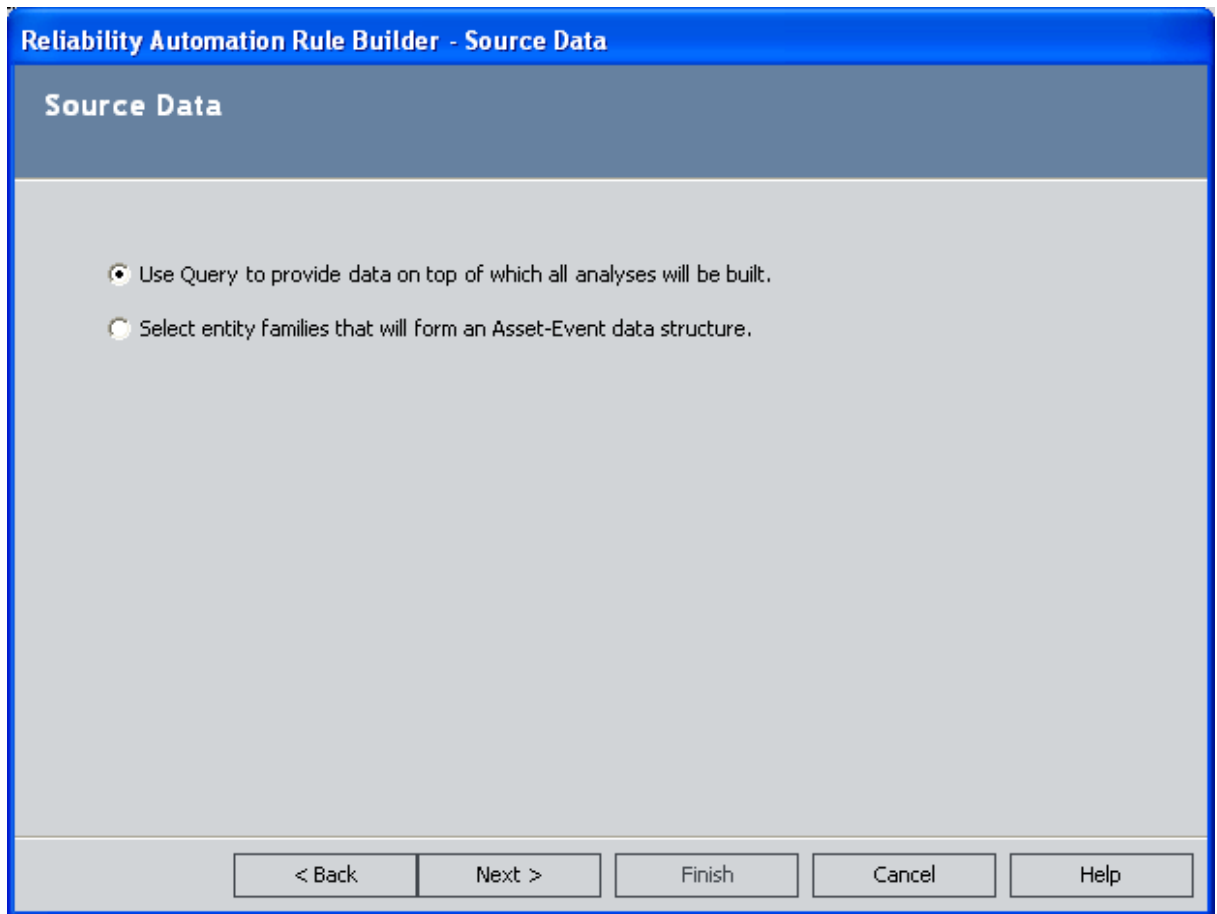 Reliability Automation Rule Builder - Source Data
Source Data
Use Query to provide data on top of which all analyses will be built.
Select entity families that will form an Asset-Event data structure.
< Back Next > Finish Cancel Help